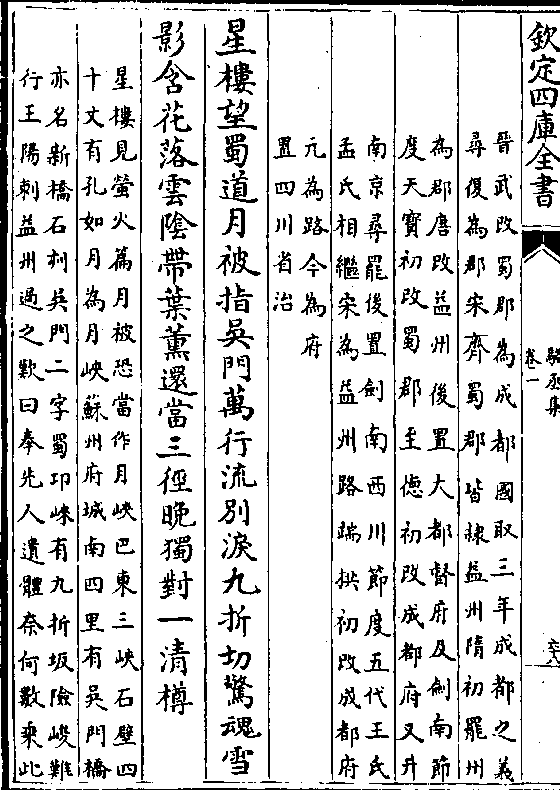 欽定四庫全書
駱丞集
卷一
晉武改蜀郡為成都國取三年成都之義
尋復為郡宋齊蜀郡皆隸益州隋初罷州
為郡唐改益州後置大都督府及劍南節
度天寶初改蜀郡至德初改成都府又升
南京尋罷後置劍南西川節度五代王氏
孟氏相繼宋為益州路端拱初改成都府
元為路今為府
置四川省治
星樓望蜀道月被指吳門萬行流別淚九折切驚魂雪
影含花落雲陰帶葉薰還當三徑晚獨對一清樽
星樓見螢火篇月被恐當作月峽巴東三峽石壁四
十丈有孔如月為月峽蘇州府城南四里有吳門橋
亦名新橋石刻吳門二字蜀邛崍有九折坂險峻難
行王陽刺益州過之歎曰奉先人遺體奈何數乘此